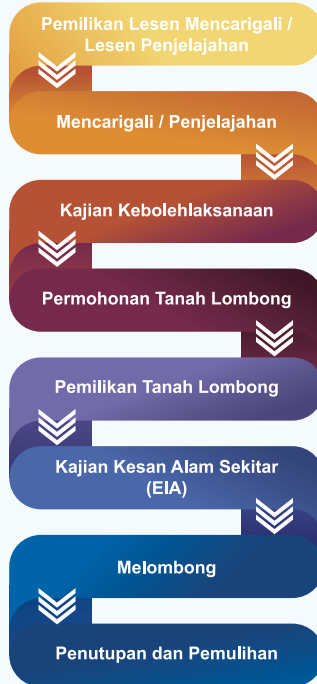 Pemilikan Lesen Mencarigali /
Lesen Penjelajahan
Mencarigali / Penjelajahan
Kajian Kebolehlaksanaan
Permohonan Tanah Lombong
Pemilikan Tanah Lombong
Kajian Kesan Alam Sekitar
(EIA)
Melombong
Penutupan dan Pemulihan